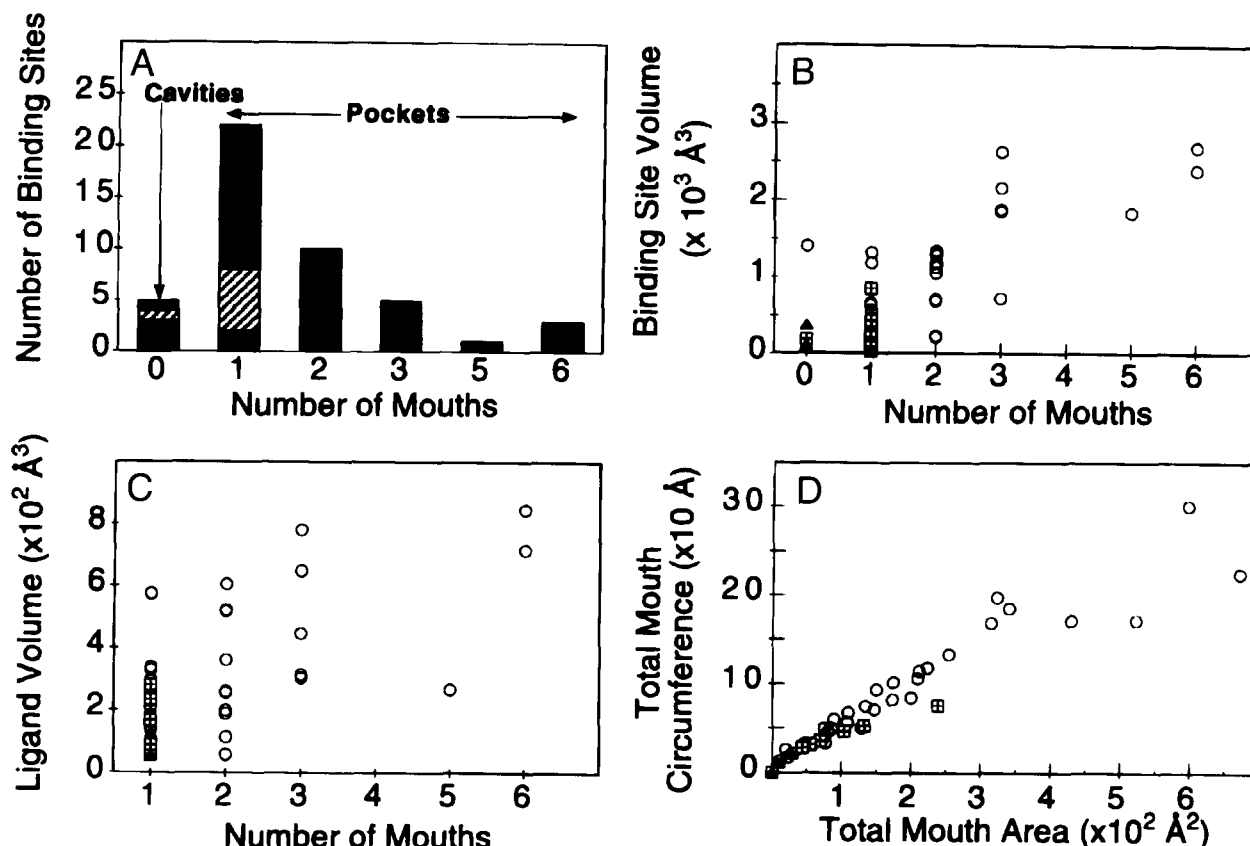 A
Cavities
Pockets
Number of Binding Sites
25
20
15
10
5
0
0 1 2 3 5 6
Number of Mouths
B
Binding Site Volume
(x 10³ Å³)
3
2
1
0
0 1 2 3 4 5 6
Number of Mouths
C
Ligand Volume (x10² Å³)
8
6
4
2
0
1 2 3 4 5 6
Number of Mouths
D
Total Mouth
Circumference (x10 Å)
30
20
10
0
1 2 3 4 5 6
Total Mouth Area (x10² Å²)